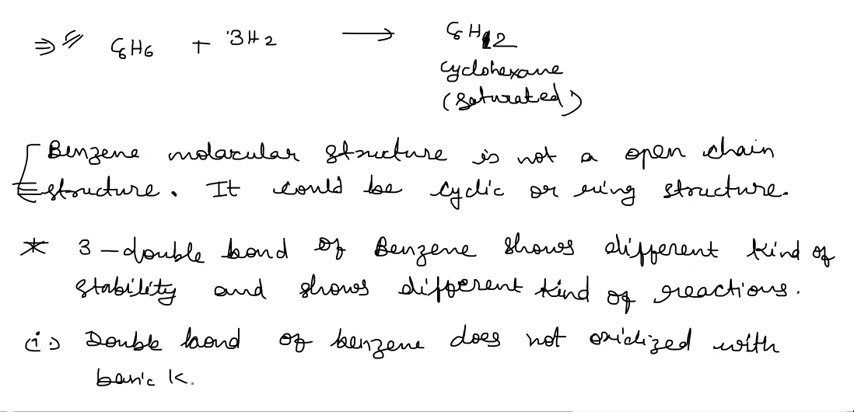 ⇒ C6H6 + 3H2 ⟶ C6H12
cyclohexane
(saturated)
Benzene molecular structure is not a open chain
structure. It could be cyclic or ring structure.
* 3-double bond of Benzene shows different kind of
stability and shows different kind of reactions.
(i) Double bond of benzene does not oxidized with
basic K.